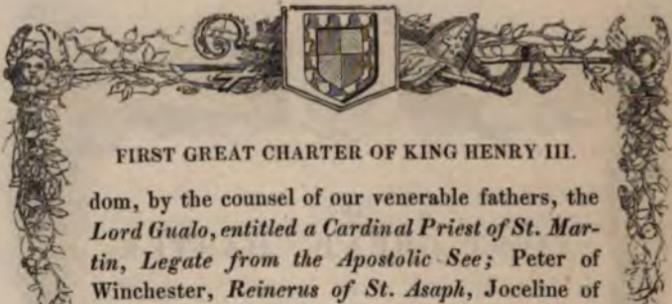 FIRST GREAT CHARTER OF KING HENRY III.
dom, by the counsel of our venerable fathers, the
Lord Gualo, entitled a Cardinal Priest of St. Mar-
tin, Legate from the Apostolic See; Peter of
Winchester, Reinerus of St. Asaph, Joceline of